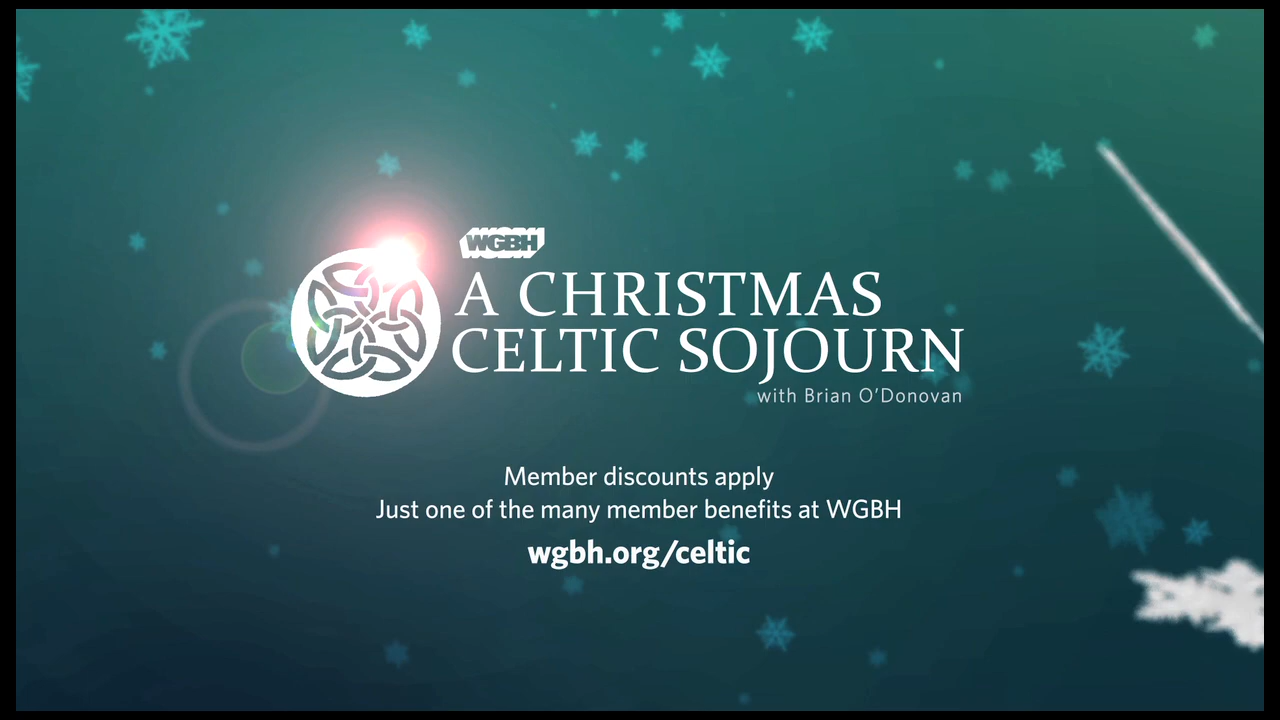 WGBH
A CHRISTMAS
CELTIC SOJOURN
with Brian O'Donovan
Member discounts apply
Just one of the many member benefits at WGBH
wgbh.org/celtic